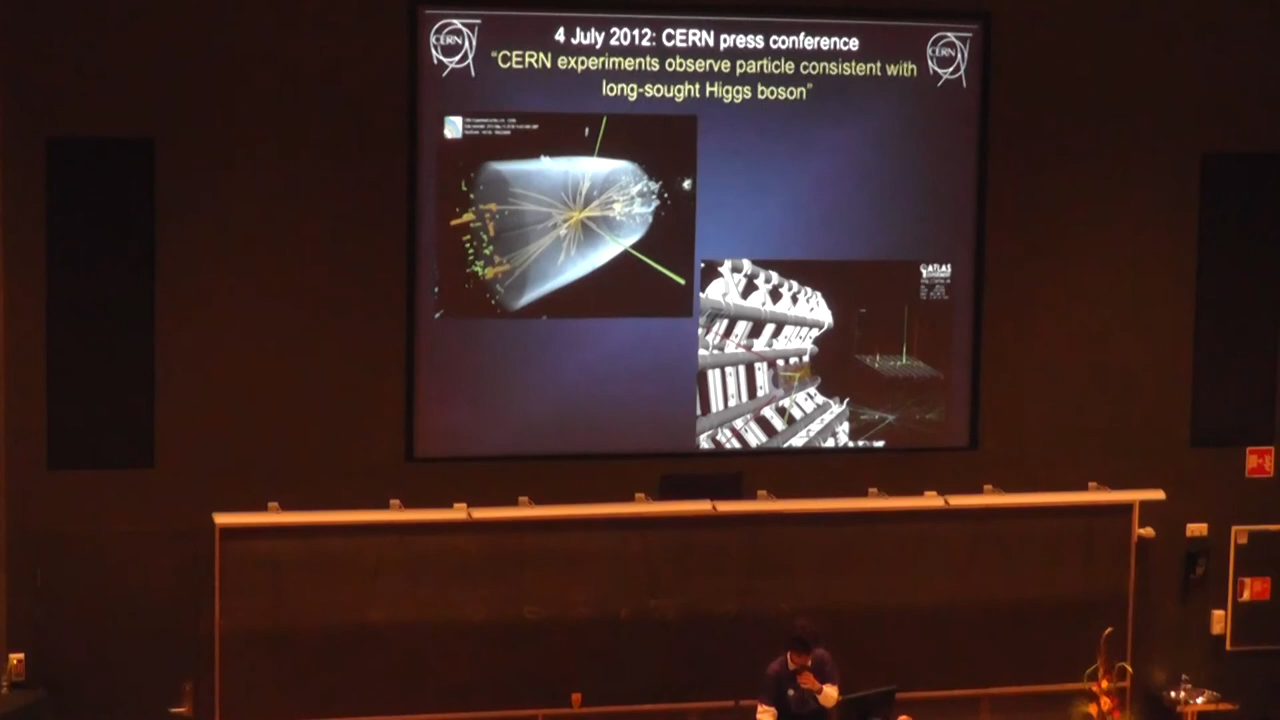 CERN
4 July 2012: CERN press conference
CERN
"CERN experiments observe particle consistent with
long-sought Higgs boson"
ATLAS